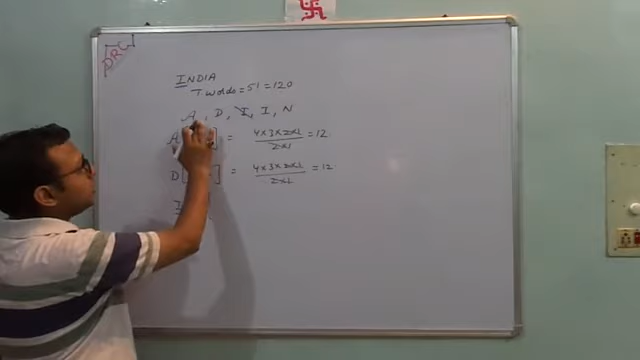 DRC
INDIA
T. words = 5! = 120
A, D, I, I, N
A [ ] = 4×3×2×1 / 2×1 = 12
D [ ] = 4×3×2×1 / 2×1 = 12
I